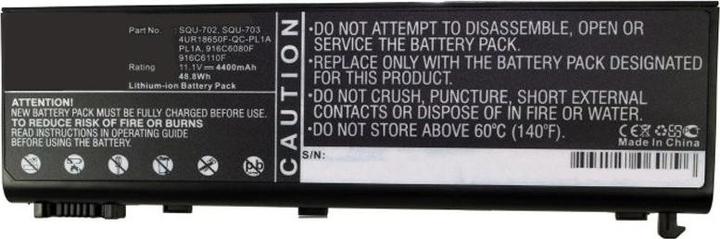 Part No. : SQU-702, SQU-703
4UR18650F-QC-PL1A
PL1A, 916C6080F
916C6110F
Rating : 11.1V 4400mAh
48.8Wh
Lithium-ion Battery Pack
ATTENTION!
NEW BATTERY PACK MUST BE FULLY CHARGED BEFORE USE.
TO REDUCE RISK OF FIRE OR BURNS
READ INSTRUCTIONS IN OPERATING GUIDE
BEFORE USING THE BATTERY.
CAUTION
•DO NOT ATTEMPT TO DISASSEMBLE, OPEN OR
SERVICE THE BATTERY PACK.
•REPLACE ONLY WITH THE BATTERY PACK DESIGNATED
FOR THIS PRODUCT.
•DO NOT CRUSH, PUNCTURE, SHORT EXTERNAL
CONTACTS OR DISPOSE OF IN FIRE OR WATER.
•DO NOT STORE ABOVE 60℃ (140℉).
CE
Made In China
S/N: